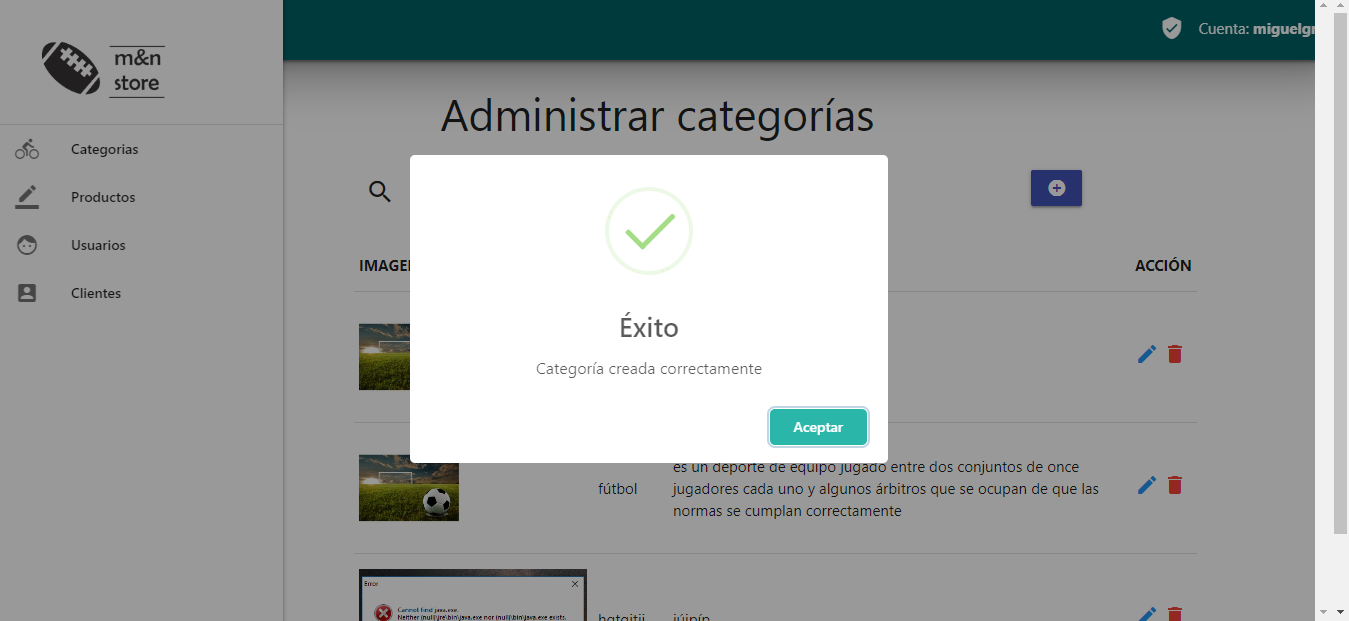 m&n
store
Cuenta: miguelgr
Categorias
Productos
Usuarios
Clientes
Administrar categorías
IMAGEN
ACCIÓN
Éxito
Categoría creada correctamente
Aceptar
es un deporte de equipo jugado entre dos conjuntos de once
fútbol
jugadores cada uno y algunos árbitros que se ocupan de que las
normas se cumplan correctamente
Error
Cannot find java.exe.
Neither (null)\jre\bin\java.exe nor (null)\bin\java.exe exists.